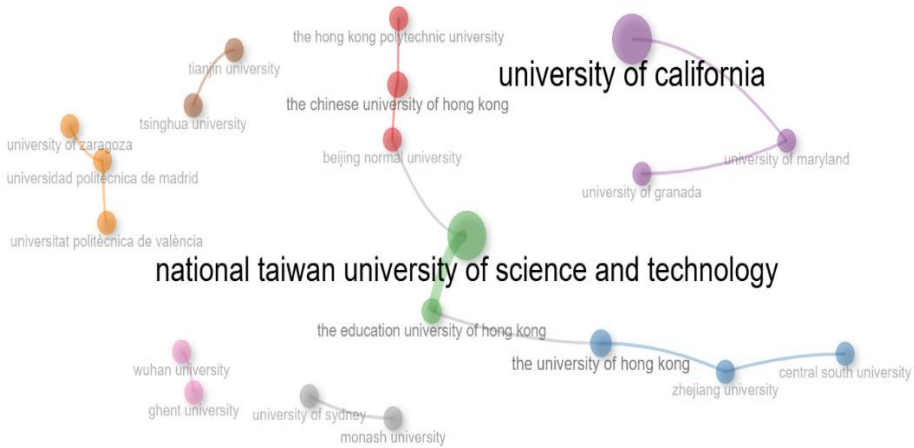 the hong kong polytechnic university
tianjin university
university of california
the chinese university of hong kong
tsinghua university
university of zaragoza
beijing normal university
university of maryland
universidad politécnica de madrid
university of granada
universitat politècnica de valència
national taiwan university of science and technology
the education university of hong kong
the university of hong kong
wuhan university
central south university
zhejiang university
ghent university
university of sydney
monash university